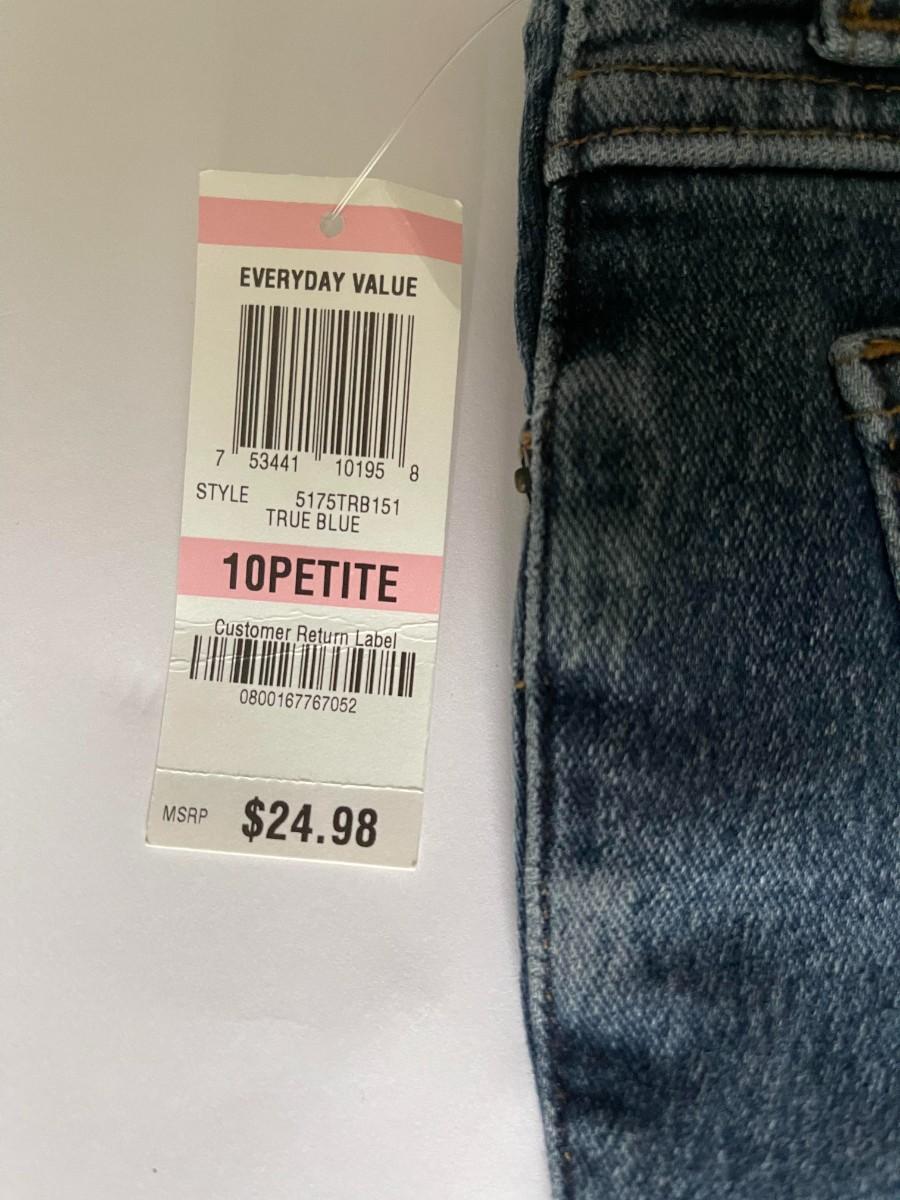 EVERYDAY VALUE
7 53441 10195 8
STYLE 5175TRB151
TRUE BLUE
10PETITE
Customer Return Label
0800167767052
MSRP $24.98